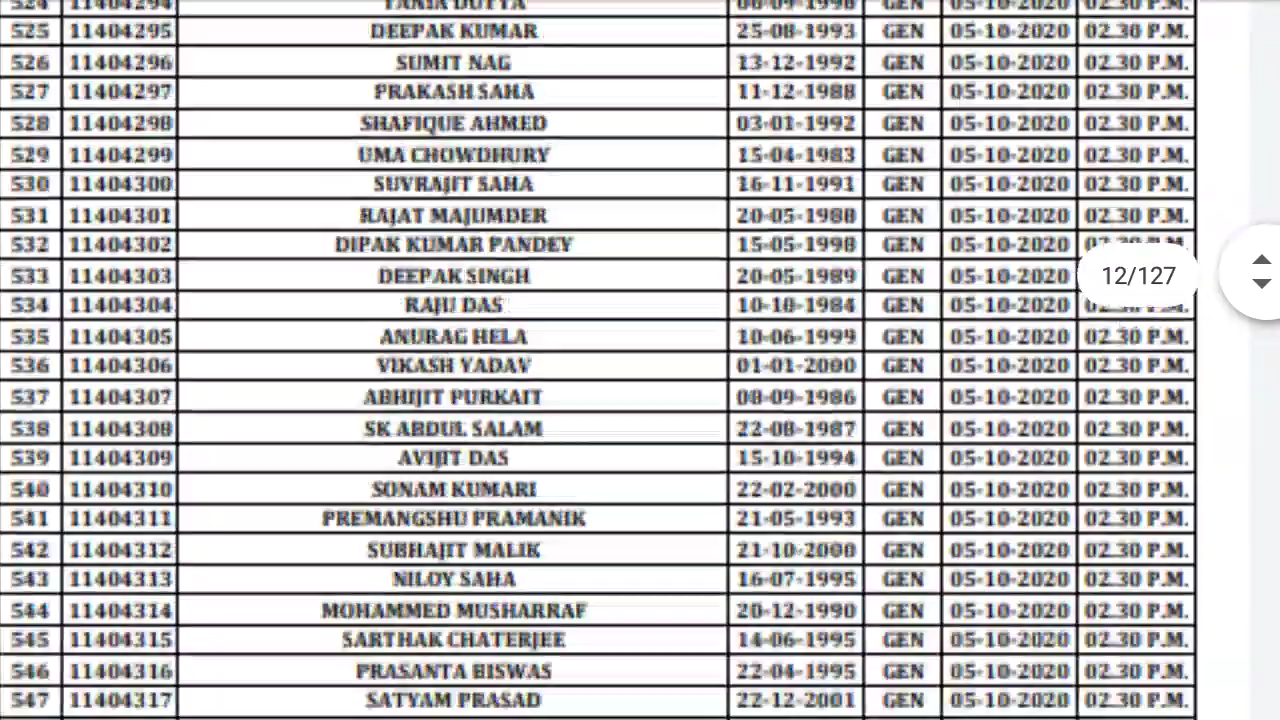 524 11404294 TANIA DUTTA 06-09-1990 GEN 05-10-2020 02.30 P.M.
525 11404295 DEEPAK KUMAR 25-08-1993 GEN 05-10-2020 02.30 P.M.
526 11404296 SUMIT NAG 13-12-1992 GEN 05-10-2020 02.30 P.M.
527 11404297 PRAKASH SAHA 11-12-1988 GEN 05-10-2020 02.30 P.M.
528 11404298 SHAFIQUE AHMED 03-01-1992 GEN 05-10-2020 02.30 P.M.
529 11404299 UMA CHOWDHURY 15-04-1983 GEN 05-10-2020 02.30 P.M.
530 11404300 SUVRAJIT SAHA 16-11-1991 GEN 05-10-2020 02.30 P.M.
531 11404301 RAJAT MAJUMDER 20-05-1988 GEN 05-10-2020 02.30 P.M.
532 11404302 DIPAK KUMAR PANDEY 15-05-1998 GEN 05-10-2020
533 11404303 DEEPAK SINGH 20-05-1989 GEN 05-10-2020 12/127
534 11404304 RAJU DAS 10-10-1984 GEN 05-10-2020
535 11404305 ANURAG HELA 10-06-1999 GEN 05-10-2020 02.30 P.M.
536 11404306 VIKASH YADAV 01-01-2000 GEN 05-10-2020 02.30 P.M.
537 11404307 ABHIJIT PURKAIT 08-09-1986 GEN 05-10-2020 02.30 P.M.
538 11404308 SK ABDUL SALAM 22-08-1987 GEN 05-10-2020 02.30 P.M.
539 11404309 AVIJIT DAS 15-10-1994 GEN 05-10-2020 02.30 P.M.
540 11404310 SONAM KUMARI 22-02-2000 GEN 05-10-2020 02.30 P.M.
541 11404311 PREMANGSHU PRAMANIK 21-05-1993 GEN 05-10-2020 02.30 P.M.
542 11404312 SUBHAJIT MALIK 21-10-2000 GEN 05-10-2020 02.30 P.M.
543 11404313 NILOY SAHA 16-07-1995 GEN 05-10-2020 02.30 P.M.
544 11404314 MOHAMMED MUSHARRAF 20-12-1990 GEN 05-10-2020 02.30 P.M.
545 11404315 SARTHAK CHATERJEE 14-06-1995 GEN 05-10-2020 02.30 P.M.
546 11404316 PRASANTA BISWAS 22-04-1995 GEN 05-10-2020 02.30 P.M.
547 11404317 SATYAM PRASAD 22-12-2001 GEN 05-10-2020 02.30 P.M.